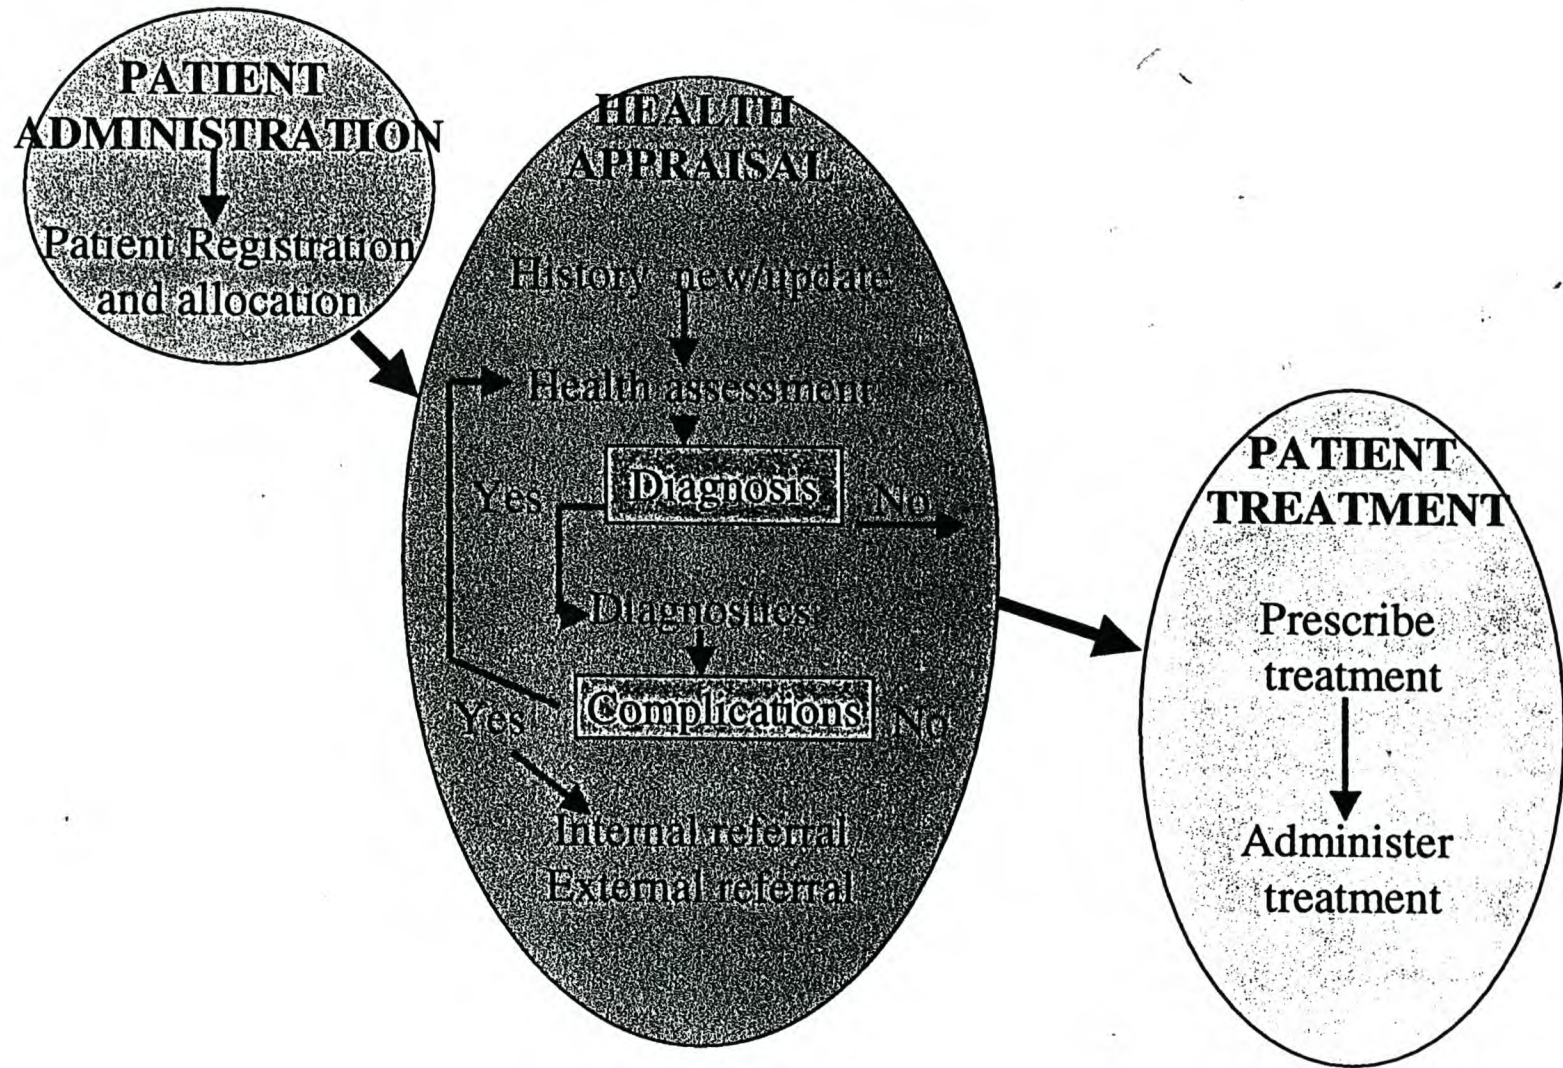 PATIENT
ADMINISTRATION
Patient Registration
and allocation
HEALTH
APPRAISAL
History new/update
Health assessment
Yes
Diagnosis
No
Diagnostics
Yes
Complications
No
Internal referral
External referral
PATIENT
TREATMENT
Prescribe
treatment
Administer
treatment